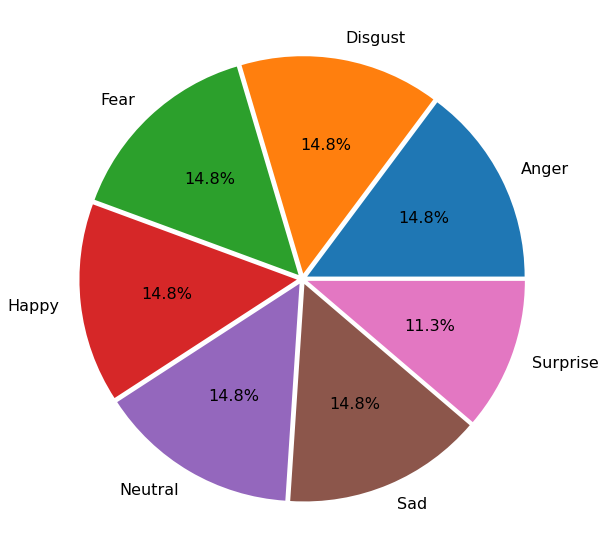 Disgust
Fear
14.8%
Anger
14.8%
14.8%
14.8%
Happy
11.3%
Surprise
14.8%
14.8%
Neutral
Sad